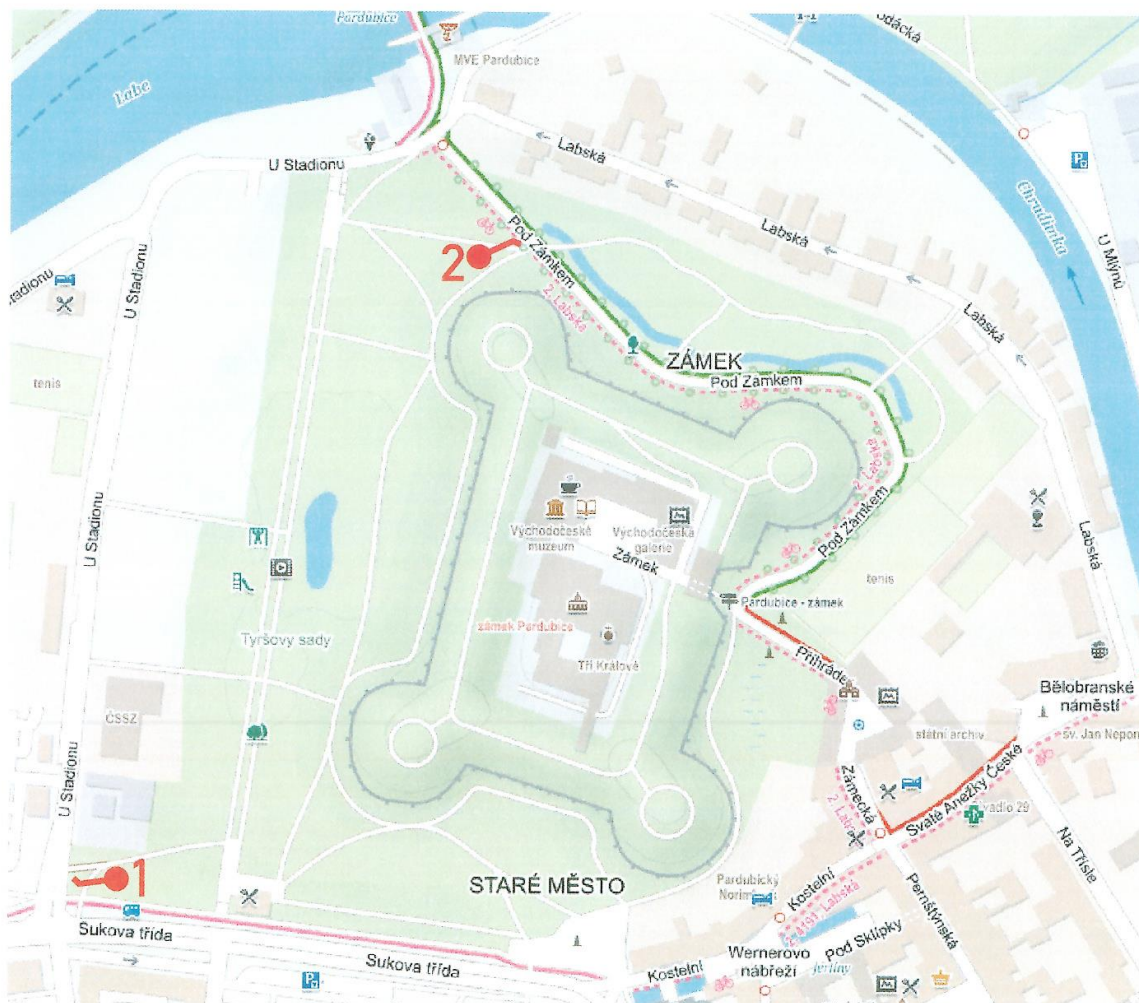 Pardubice
MVE Pardubice
Labe
U Stadionu
Labská
Pod Zámkem
2
2, Labská
Labská
Chrudimka
U Mlýnů
U Stadionu
tenis
ZÁMEK
Pod Zámkem
Labská
2, Labská
Pod Zámkem
U Stadionu
Východočeské
muzeum
Východočeská
galerie
Zámek
Labská
tenis
Pardubice - zámek
zámek Pardubice
Tyršovy sady
Tři Králové
Příhrádek
Bělobranské
náměstí
ČSSZ
státní archiv
U Stadionu
Zámecká
Svaté Anežky České
Na Třísle
1
STARÉ MĚSTO
Pardubický
Kostelní
Pernštýnská
Sukova třída
Sukova třída
Pod Sklípky
Wernerovo
nábřeží
Kostelní